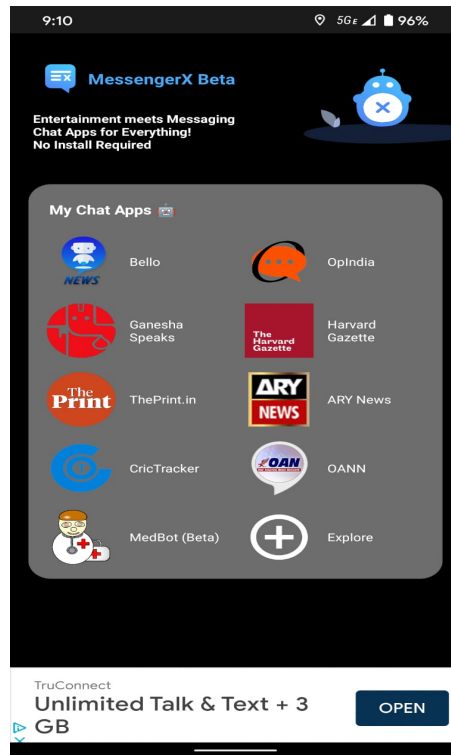 9:10
5GE 96%
MessengerX Beta
Entertainment meets Messaging
Chat Apps for Everything!
No Install Required
My Chat Apps 🤖
NEWS
Bello
OpIndia
Ganesha
Speaks
The
Harvard
Gazette
Harvard
Gazette
The
Print
ThePrint.in
ARY
NEWS
ARY News
CricTracker
OAN
OANN
MedBot (Beta)
Explore
TruConnect
Unlimited Talk & Text + 3
GB
OPEN